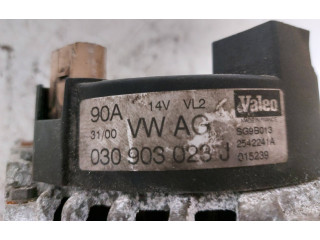 90A 14V VL2 Valeo
31/00 VW AG SG9B013
2542241A
030 903 023 J 015239